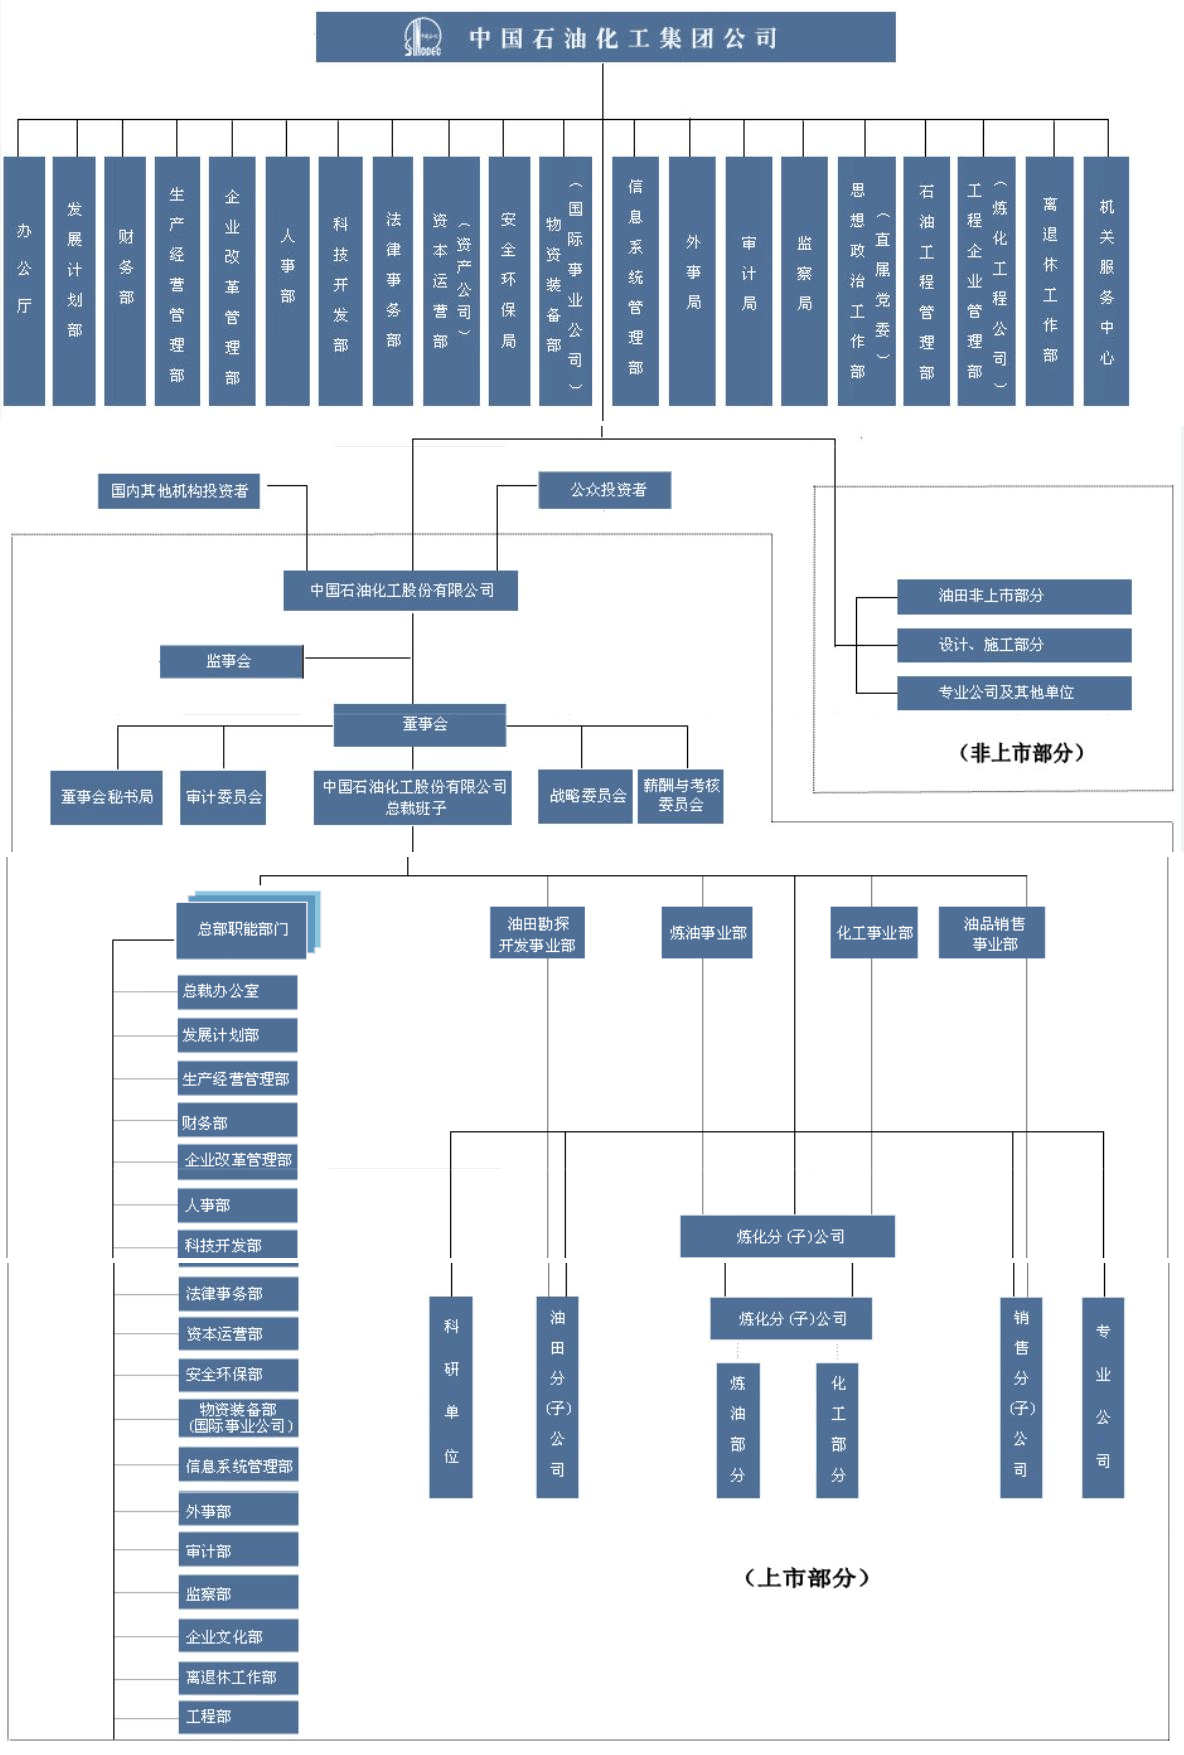 中国石油化工集团公司
办公厅
发展计划部
财务部
生产经营管理部
企业改革管理部
人事部
科技开发部
法律事务部
资本运营部
（资产公司）
安全环保局
物资装备部
（国际事业公司）
信息系统管理部
外事局
审计局
监察局
思想政治工作部
（直属党委）
石油工程管理部
工程企业管理部
（炼化工程公司）
离退休工作部
机关服务中心
国内其他机构投资者
公众投资者
中国石油化工股份有限公司
监事会
董事会
董事会秘书局
审计委员会
中国石油化工股份有限公司
总裁班子
战略委员会
薪酬与考核
委员会
油田非上市部分
设计、施工部分
专业公司及其他单位
（非上市部分）
总部职能部门
油田勘探
开发事业部
炼油事业部
化工事业部
油品销售
事业部
总裁办公室
发展计划部
生产经营管理部
财务部
企业改革管理部
人事部
科技开发部
法律事务部
资本运营部
安全环保部
物资装备部
（国际事业公司）
信息系统管理部
外事部
审计部
监察部
企业文化部
离退休工作部
工程部
炼化分（子）公司
科研单位
油田分（子）公司
炼化分（子）公司
炼油部分
化工部分
销售分（子）公司
专业公司
（上市部分）